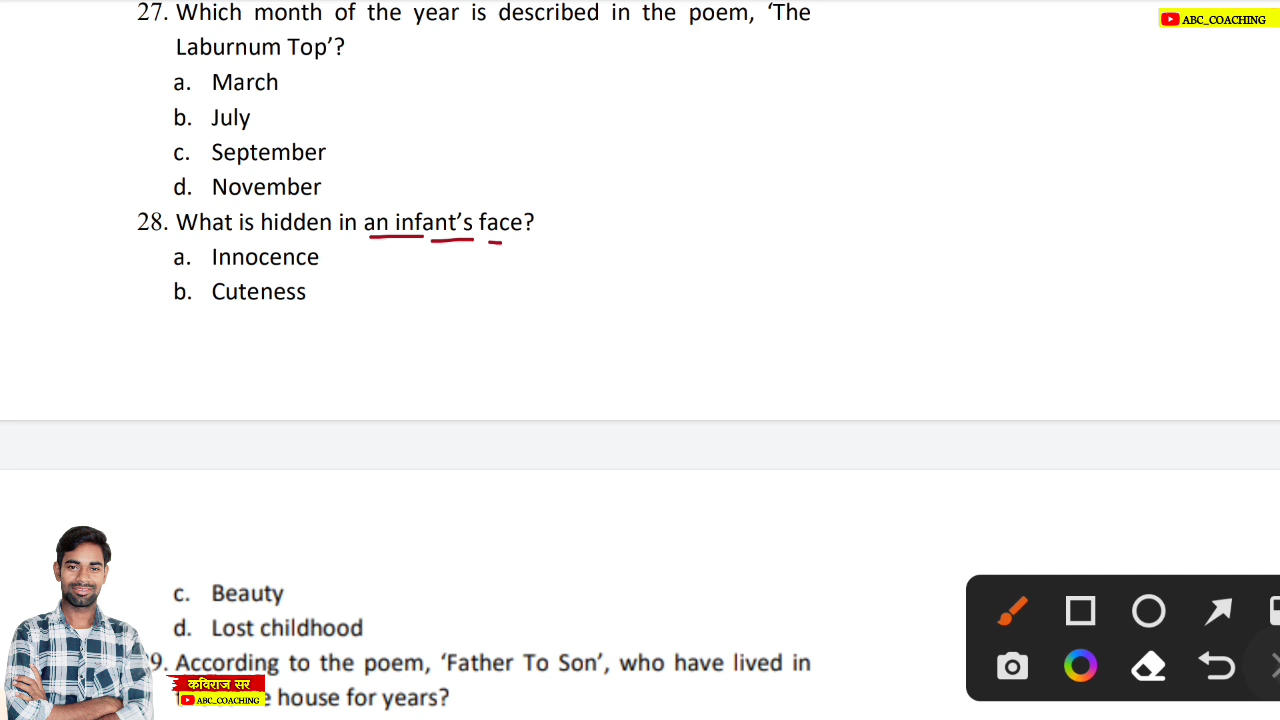 27. Which month of the year is described in the poem, ‘The
Laburnum Top’?
a. March
b. July
c. September
d. November
28. What is hidden in an infant’s face?
a. Innocence
b. Cuteness
c. Beauty
d. Lost childhood
9. According to the poem, ‘Father To Son’, who have lived in
house for years?
ABC_COACHING
कविराज सर
ABC_COACHING